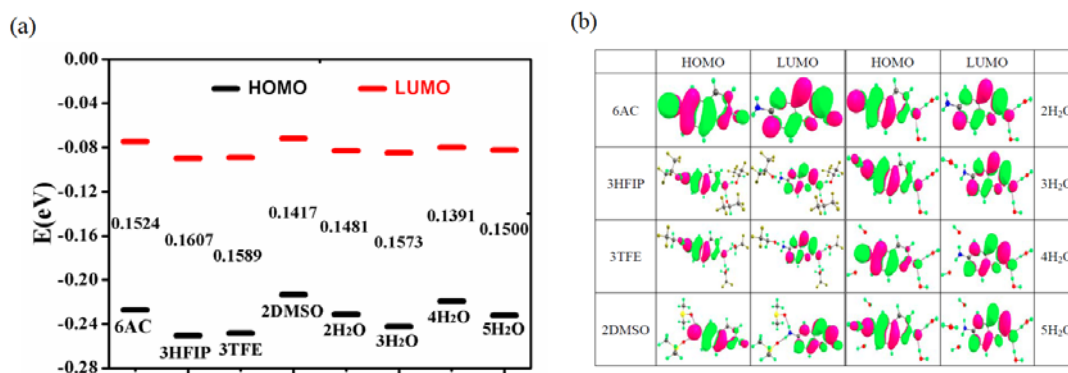 (a)
0.00
-0.04
-0.08
-0.12
-0.16
-0.20
-0.24
-0.28
E(eV)
HOMO LUMO
0.1524
0.1607
0.1589
0.1417
0.1481
0.1573
0.1391
0.1500
6AC
3HFIP
3TFE
2DMSO
2H₂O
3H₂O
4H₂O
5H₂O
(b)
HOMO LUMO HOMO LUMO
6AC 2H₂O
3HFIP 3H₂O
3TFE 4H₂O
2DMSO 5H₂O